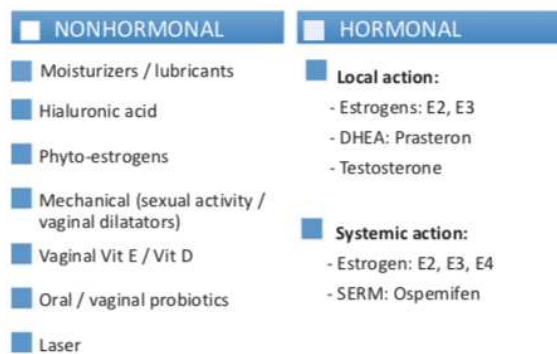 NONHORMONAL
Moisturizers / lubricants
Hialuronic acid
Phyto-estrogens
Mechanical (sexual activity /
vaginal dilatators)
Vaginal Vit E / Vit D
Oral / vaginal probiotics
Laser
HORMONAL
Local action:
- Estrogens: E2, E3
- DHEA: Prasteron
- Testosterone
Systemic action:
- Estrogen: E2, E3, E4
- SERM: Ospemifen